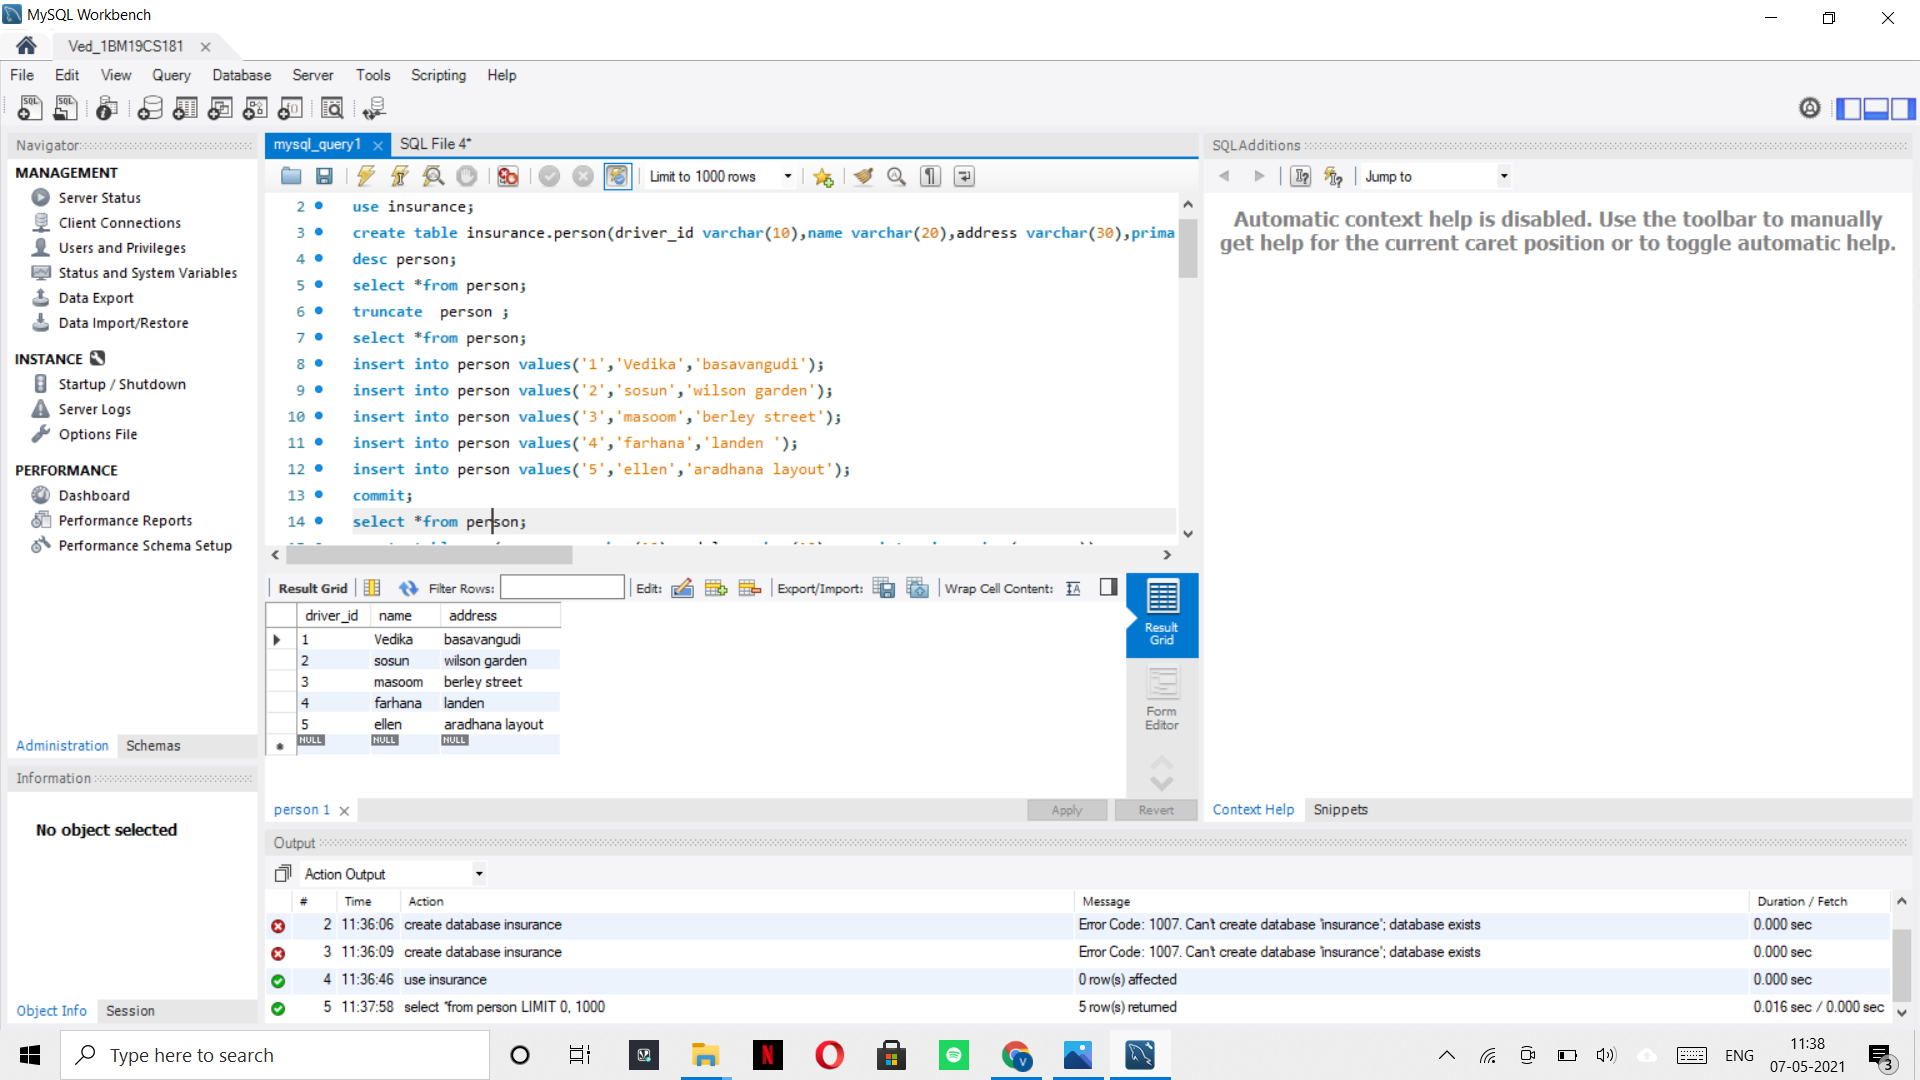 MySQL Workbench
Ved_1BM19CS181
File Edit View Query Database Server Tools Scripting Help
Navigator
MANAGEMENT
Server Status
Client Connections
Users and Privileges
Status and System Variables
Data Export
Data Import/Restore
INSTANCE
Startup / Shutdown
Server Logs
Options File
PERFORMANCE
Dashboard
Performance Reports
Performance Schema Setup
Administration Schemas
Information
No object selected
Object Info Session
mysql_query1 SQL File 4*
Limit to 1000 rows
2 use insurance;
3 create table insurance.person(driver_id varchar(10),name varchar(20),address varchar(30),prima
4 desc person;
5 select *from person;
6 truncate  person ;
7 select *from person;
8 insert into person values('1','Vedika','basavangudi');
9 insert into person values('2','sosun','wilson garden');
10 insert into person values('3','masoom','berley street');
11 insert into person values('4','farhana','landen ');
12 insert into person values('5','ellen','aradhana layout');
13 commit;
14 select *from person;
Result Grid Filter Rows: Edit: Export/Import: Wrap Cell Content:
driver_id name address
1 Vedika basavangudi
2 sosun wilson garden
3 masoom berley street
4 farhana landen
5 ellen aradhana layout
NULL NULL NULL
Result
Grid
Form
Editor
person 1 Apply Revert
SQLAdditions
Jump to
Automatic context help is disabled. Use the toolbar to manually
get help for the current caret position or to toggle automatic help.
Context Help Snippets
Output
Action Output
# Time Action Message Duration / Fetch
2 11:36:06 create database insurance Error Code: 1007. Can't create database 'insurance'; database exists 0.000 sec
3 11:36:09 create database insurance Error Code: 1007. Can't create database 'insurance'; database exists 0.000 sec
4 11:36:46 use insurance 0 row(s) affected 0.000 sec
5 11:37:58 select *from person LIMIT 0, 1000 5 row(s) returned 0.016 sec / 0.000 sec
Type here to search
ENG
11:38
07-05-2021
3